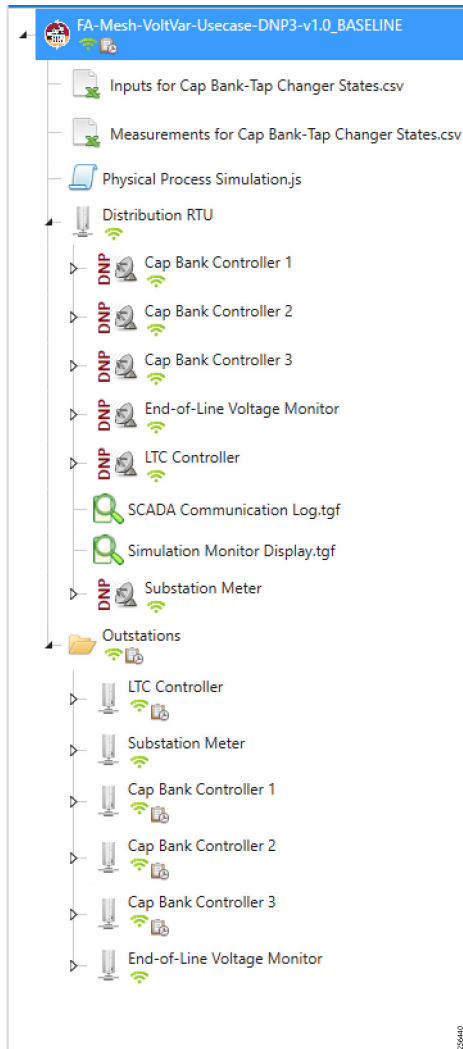 FA-Mesh-VoltVar-Usecase-DNP3-v1.0_BASELINE
Inputs for Cap Bank-Tap Changer States.csv
Measurements for Cap Bank-Tap Changer States.csv
Physical Process Simulation.js
Distribution RTU
DNP Cap Bank Controller 1
DNP Cap Bank Controller 2
DNP Cap Bank Controller 3
DNP End-of-Line Voltage Monitor
DNP LTC Controller
SCADA Communication Log.tgf
Simulation Monitor Display.tgf
DNP Substation Meter
Outstations
LTC Controller
Substation Meter
Cap Bank Controller 1
Cap Bank Controller 2
Cap Bank Controller 3
End-of-Line Voltage Monitor
256440